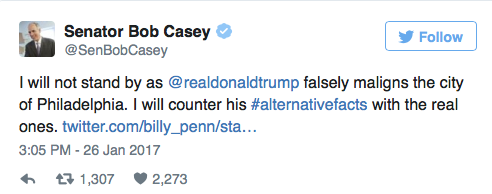 Senator Bob Casey
@SenBobCasey
Follow
I will not stand by as @realdonaldtrump falsely maligns the city
of Philadelphia. I will counter his #alternativefacts with the real
ones. twitter.com/billy_penn/sta…
3:05 PM - 26 Jan 2017
1,307 2,273